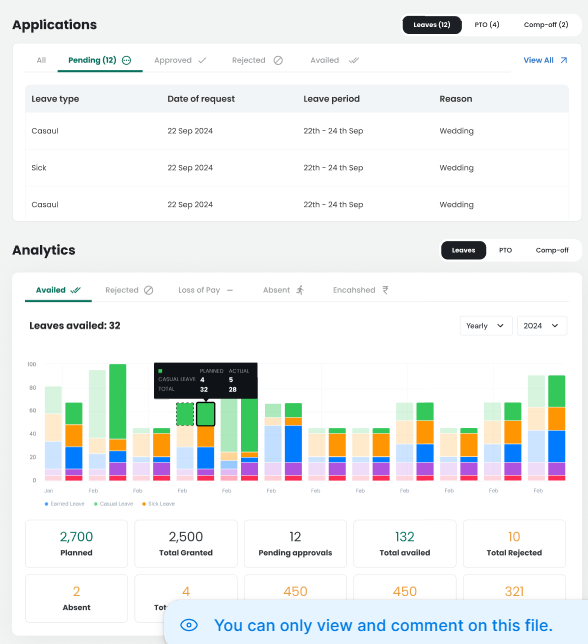 Applications
Leaves (12) PTO (4) Comp-off (2)
All Pending (12) Approved Rejected Availed View All
Leave type Date of request Leave period Reason
Casaul 22 Sep 2024 22th - 24 th Sep Wedding
Sick 22 Sep 2024 22th - 24 th Sep Wedding
Casaul 22 Sep 2024 22th - 24 th Sep Wedding
Analytics
Leaves PTO Comp-off
Availed Rejected Loss of Pay Absent Encahshed ₹
Leaves availed: 32
Yearly 2024
PLANNED ACTUAL
CASUAL LEAVE 4 5
TOTAL 32 28
100
80
60
40
20
0
Jan Feb Feb Feb Feb Feb Feb Feb Feb Feb Feb Feb
Earned Leave Casual Leave Sick Leave
2,700 2,500 12 132 10
Planned Total Granted Pending approvals Total availed Total Rejected
2 4 450 450 321
Absent
You can only view and comment on this file.